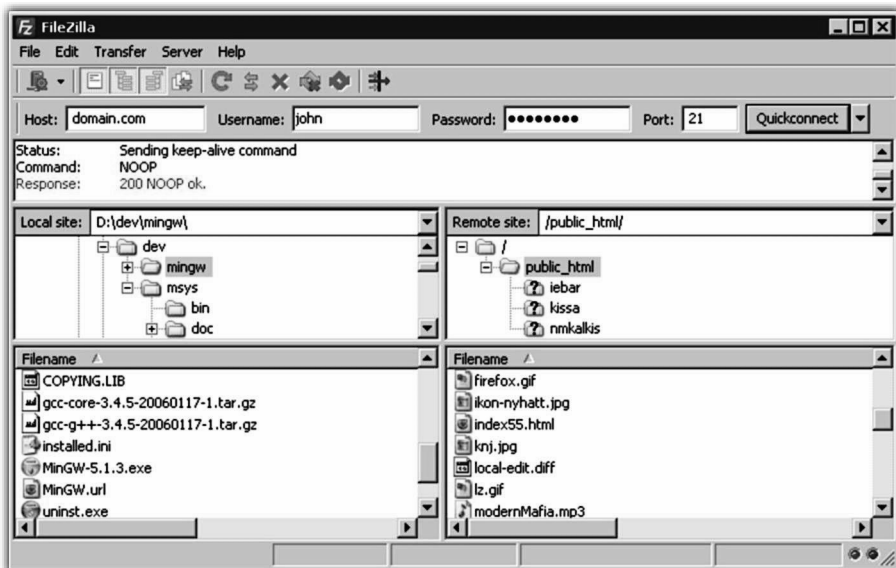 FileZilla
File Edit Transfer Server Help
Host: domain.com Username: john Password: ●●●●●●●● Port: 21 Quickconnect
Status: Sending keep-alive command
Command: NOOP
Response: 200 NOOP ok.
Local site: D:\dev\mingw\
dev
mingw
msys
bin
doc
Remote site: /public_html/
/
public_html
iebar
kissa
nmkalkis
Filename
COPYING.LIB
gcc-core-3.4.5-20060117-1.tar.gz
gcc-g++-3.4.5-20060117-1.tar.gz
installed.ini
MinGW-5.1.3.exe
MinGW.url
uninst.exe
Filename
firefox.gif
ikon-nyhatt.jpg
index55.html
knj.jpg
local-edit.diff
lz.gif
modernMafia.mp3